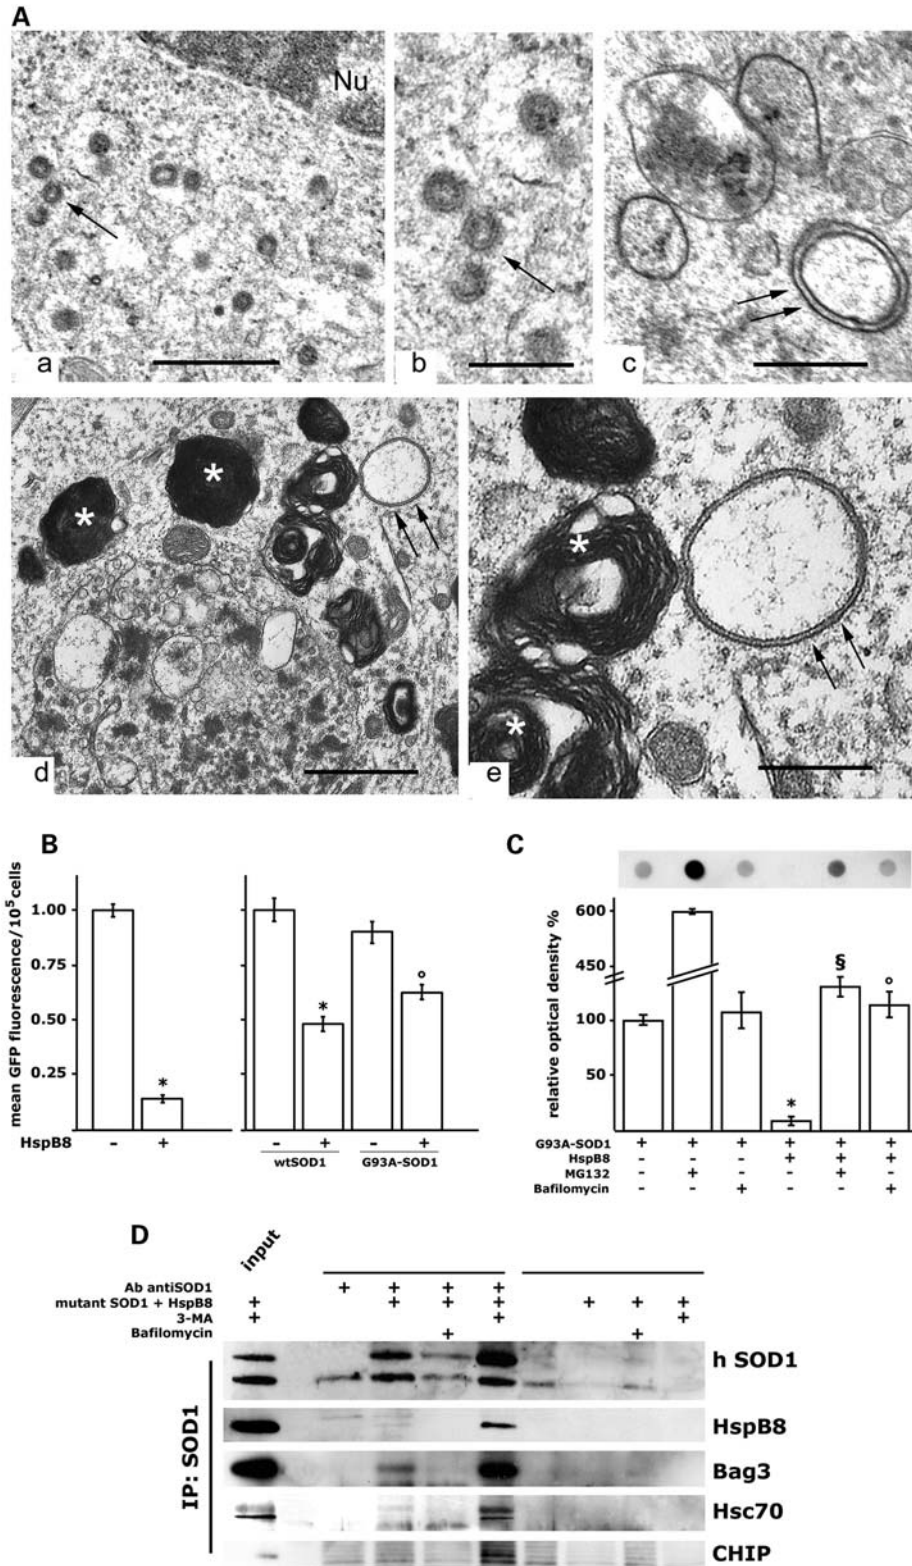 A
Nu
a
b
c
* *
d
*
*
e
B
C
mean GFP fluorescence/10⁵ cells
1.00
0.75
0.50
0.25
*
*
°
HspB8 - + - + - +
wtSOD1 G93A-SOD1
relative optical density %
600
450
100
50
*
§
°
G93A-SOD1 + + + + + +
HspB8 - - - + + +
MG132 - + - - + -
Bafilomycin - - + - - +
D
input
Ab antiSOD1 + + + +
mutant SOD1 + HspB8 + + + + + + +
3-MA + + +
Bafilomycin + +
IP: SOD1
h SOD1
HspB8
Bag3
Hsc70
CHIP